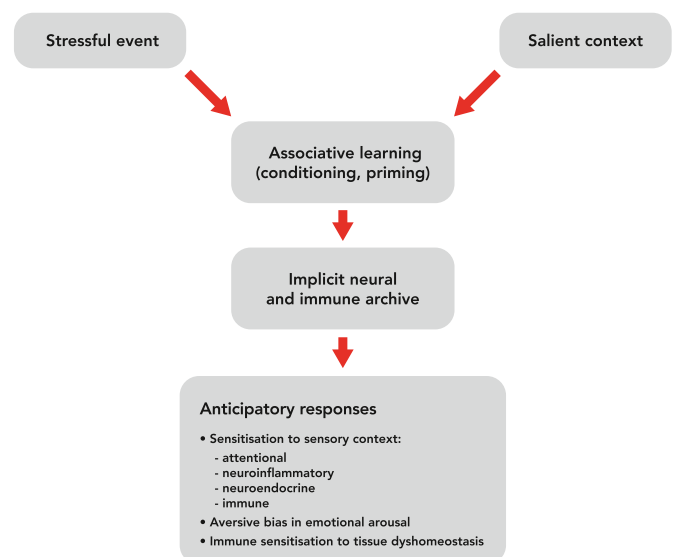 Stressful event
Salient context
Associative learning
(conditioning, priming)
Implicit neural
and immune archive
Anticipatory responses
• Sensitisation to sensory context:
- attentional
- neuroinflammatory
- neuroendocrine
- immune
• Aversive bias in emotional arousal
• Immune sensitisation to tissue dyshomeostasis